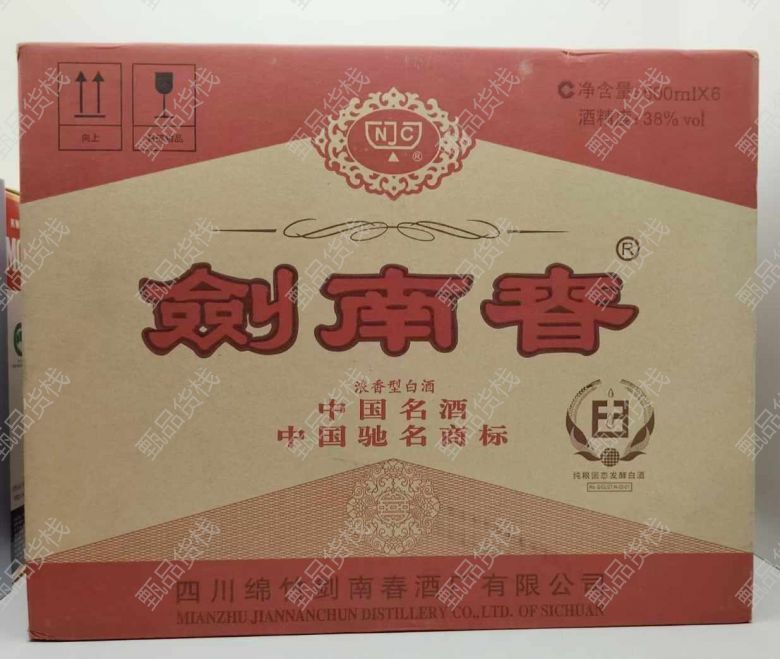 净含量:500mlX6
酒精度:38%vol
向上
NJC
®
®
劍南春
浓香型白酒
中国名酒
中国驰名商标
纯粮固态发酵白酒
四川绵竹剑南春酒厂有限公司
MIANZHU JIANNANCHUN DISTILLERY CO.,LTD. OF SICHUAN
甄品货栈